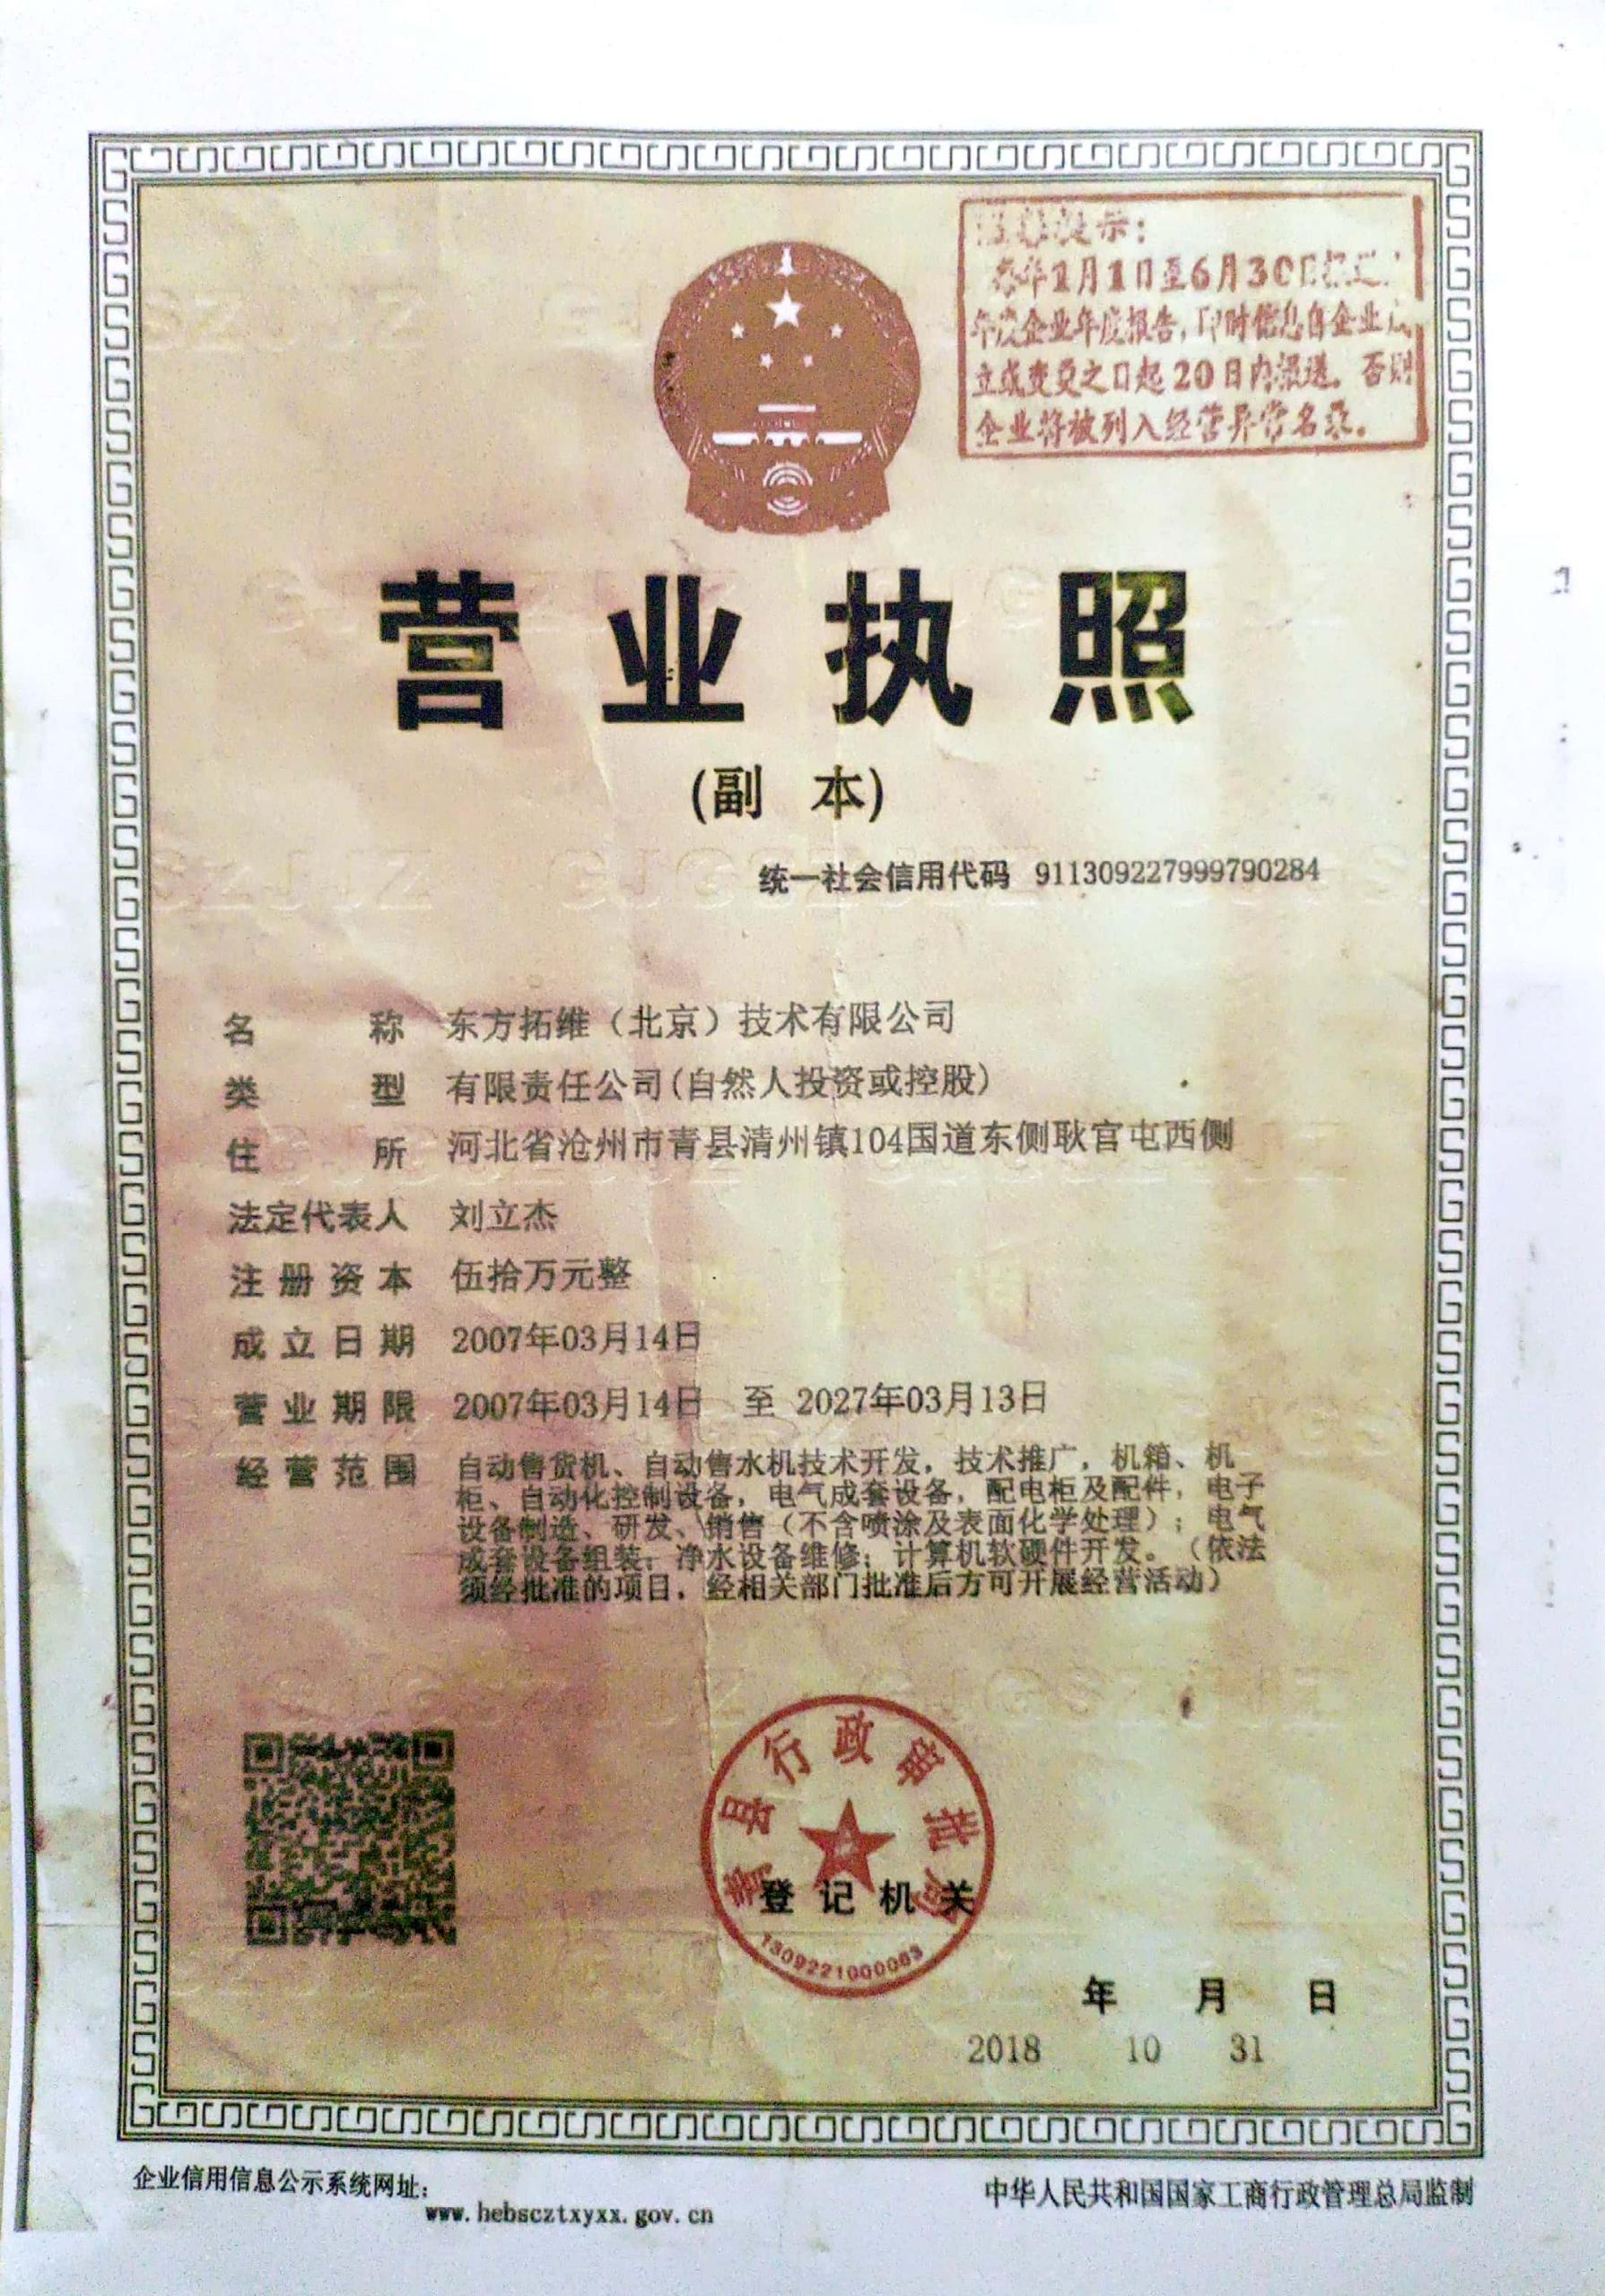 提示：
每年1月1日至6月30日
年度企业年度报告，即时信息自企业成
立或变更之日起20日内报送。否则
企业将被列入经营异常名录。
营业执照
(副 本)
统一社会信用代码 911309227999790284
名 称 东方拓维（北京）技术有限公司
类 型 有限责任公司(自然人投资或控股)
住 所 河北省沧州市青县清州镇104国道东侧耿官屯西侧
法定代表人 刘立杰
注册资本 伍拾万元整
成立日期 2007年03月14日
营业期限 2007年03月14日 至 2027年03月13日
经营范围 自动售货机、自动售水机技术开发，技术推广，机箱、机
柜、自动化控制设备，电气成套设备，配电柜及配件，电子
设备制造、研发、销售（不含喷涂及表面化学处理）；电气
成套设备组装；净水设备维修；计算机软硬件开发。（依法
须经批准的项目，经相关部门批准后方可开展经营活动）
青县行政审批局
登记机关
1309221000063
年 月 日
2018 10 31
企业信用信息公示系统网址：
www.hebscztxyxx.gov.cn
中华人民共和国国家工商行政管理总局监制